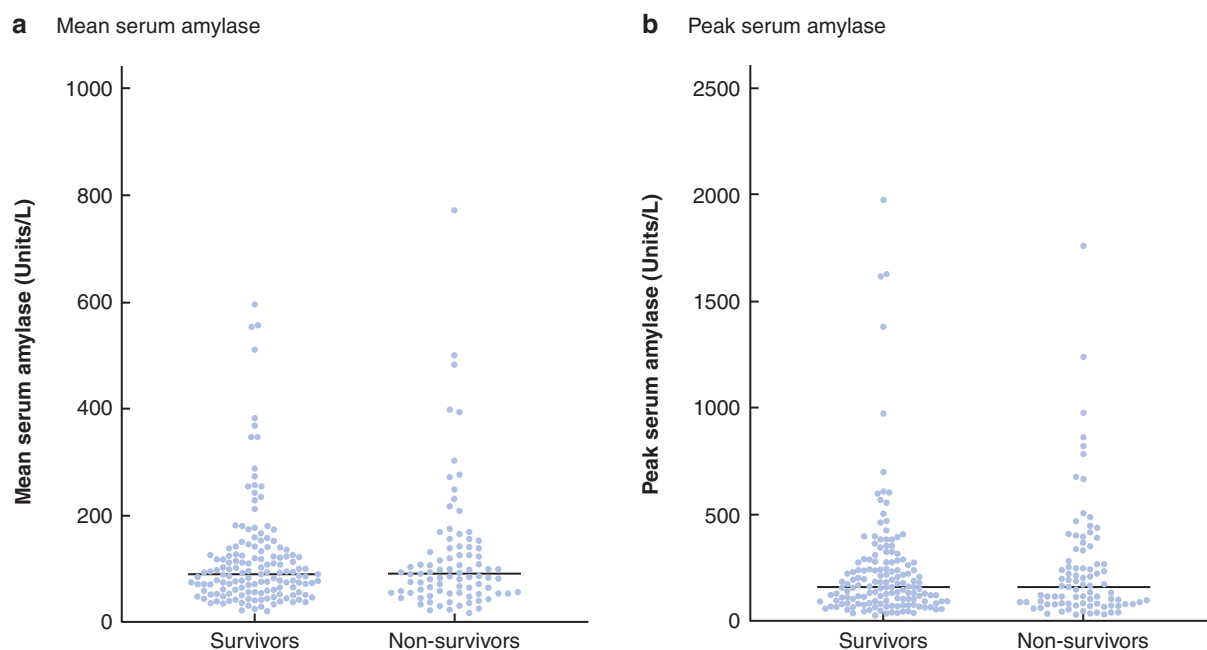 a Mean serum amylase
Mean serum amylase (Units/L)
1000
800
600
400
200
0
Survivors Non-survivors
b Peak serum amylase
Peak serum amylase (Units/L)
2500
2000
1500
1000
500
0
Survivors Non-survivors